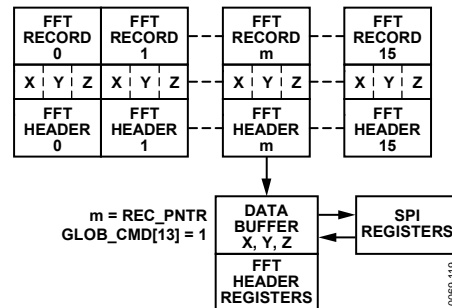 FFT RECORD 0
FFT RECORD 1
FFT RECORD m
FFT RECORD 15
X Y Z
X Y Z
X Y Z
X Y Z
FFT HEADER 0
FFT HEADER 1
FFT HEADER m
FFT HEADER 15
m = REC_PNTR
GLOB_CMD[13] = 1
DATA
BUFFER
X, Y, Z
SPI
REGISTERS
FFT
HEADER
REGISTERS